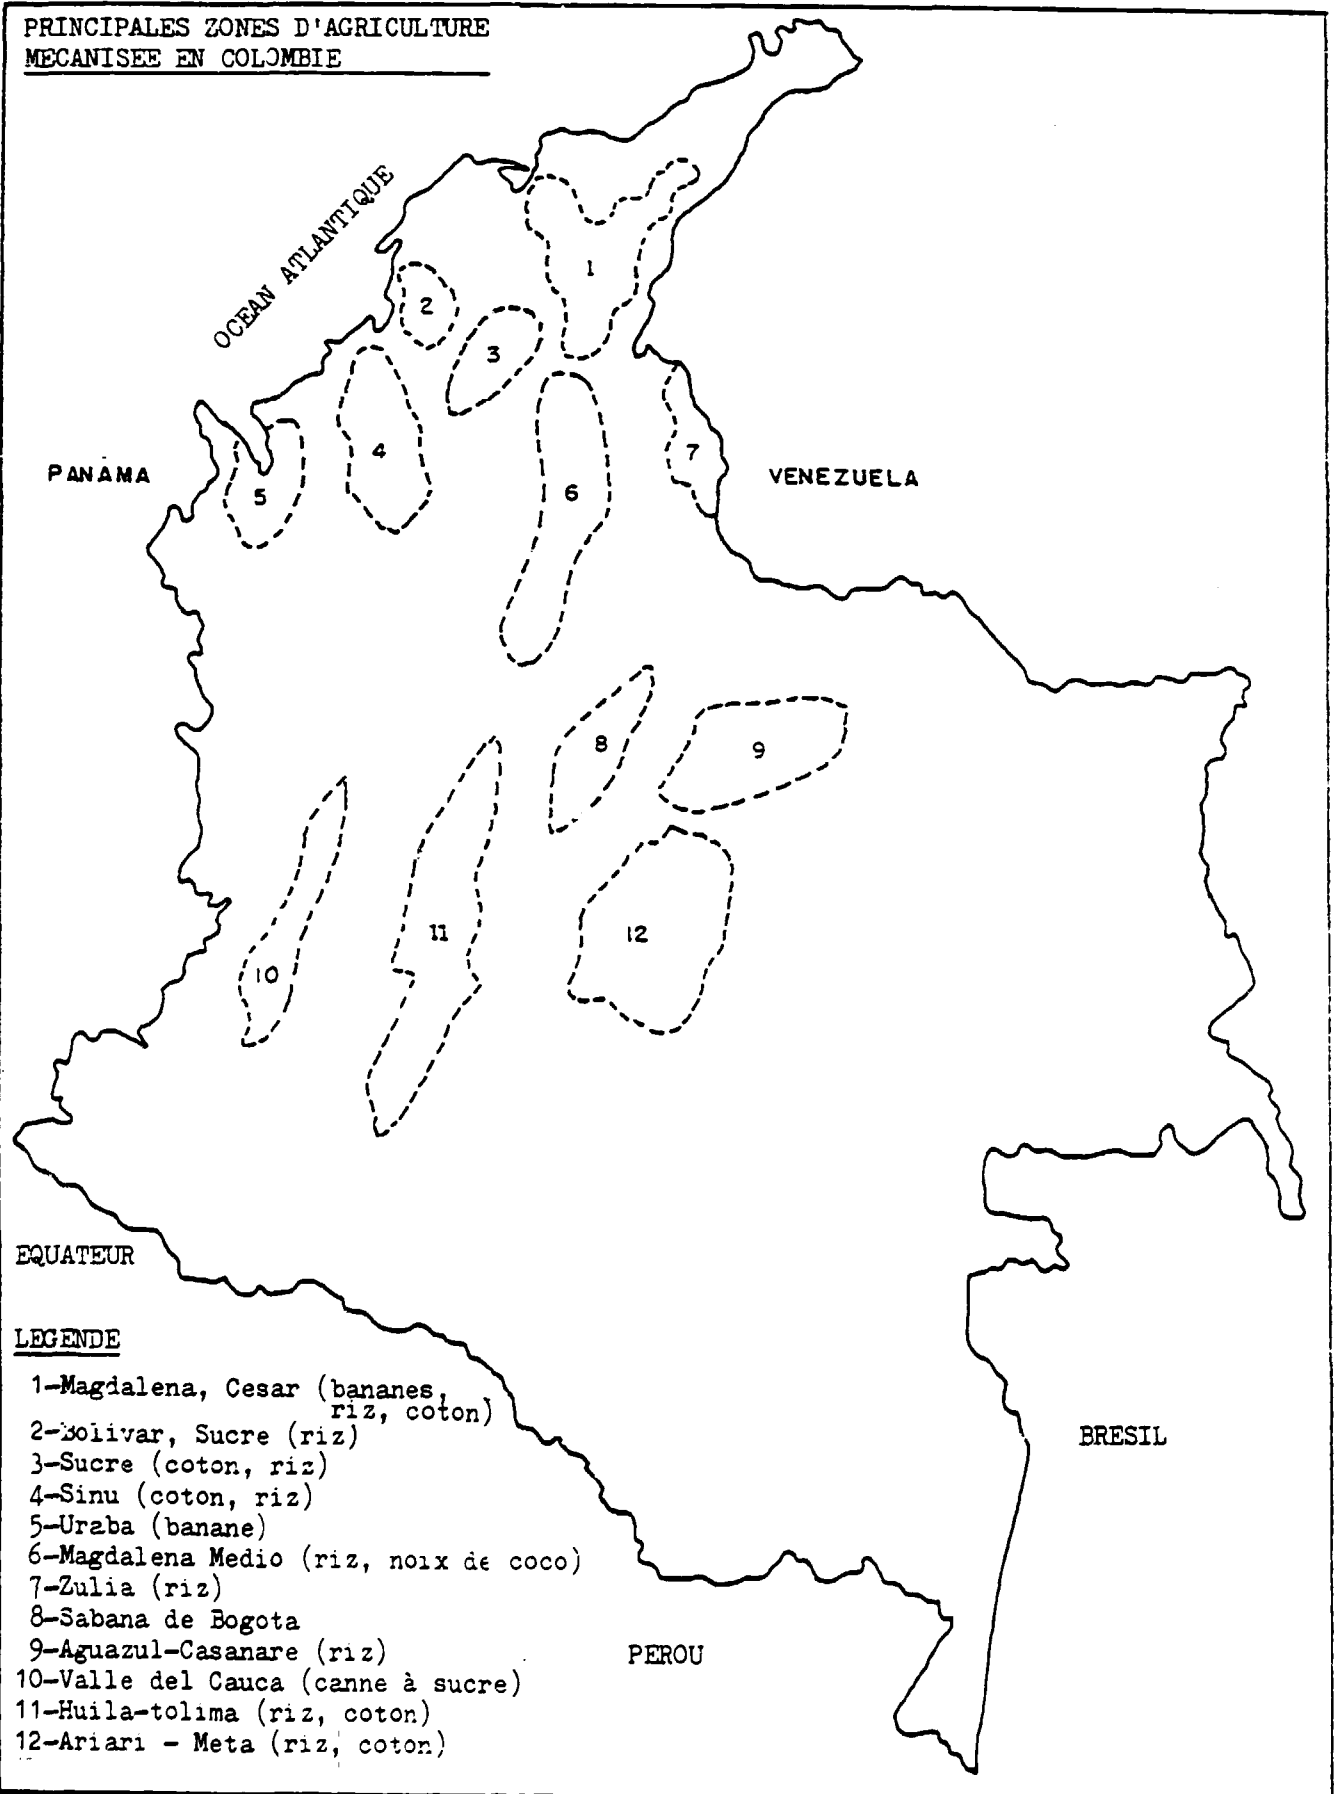 PRINCIPALES ZONES D'AGRICULTURE
MECANISEE EN COLOMBIE
OCEAN ATLANTIQUE
1
2
3
4
5
6
7
PANAMA
VENEZUELA
8
9
10
11
12
EQUATEUR
LEGENDE
1-Magdalena, Cesar (bananes,
riz, coton)
2-Bolivar, Sucre (riz)
3-Sucre (coton, riz)
4-Sinu (coton, riz)
5-Uraba (banane)
6-Magdalena Medio (riz, noix de coco)
7-Zulia (riz)
8-Sabana de Bogota
9-Aguazul-Casanare (riz)
10-Valle del Cauca (canne à sucre)
11-Huila-tolima (riz, coton)
12-Ariari - Meta (riz, coton)
BRESIL
PEROU